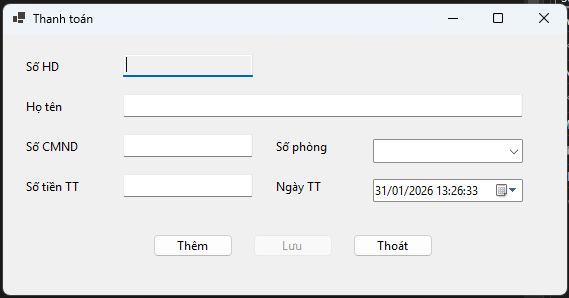 Thanh toán
Số HD
Họ tên
Số CMND
Số phòng
Số tiền TT
Ngày TT
31/01/2026 13:26:33
Thêm
Lưu
Thoát